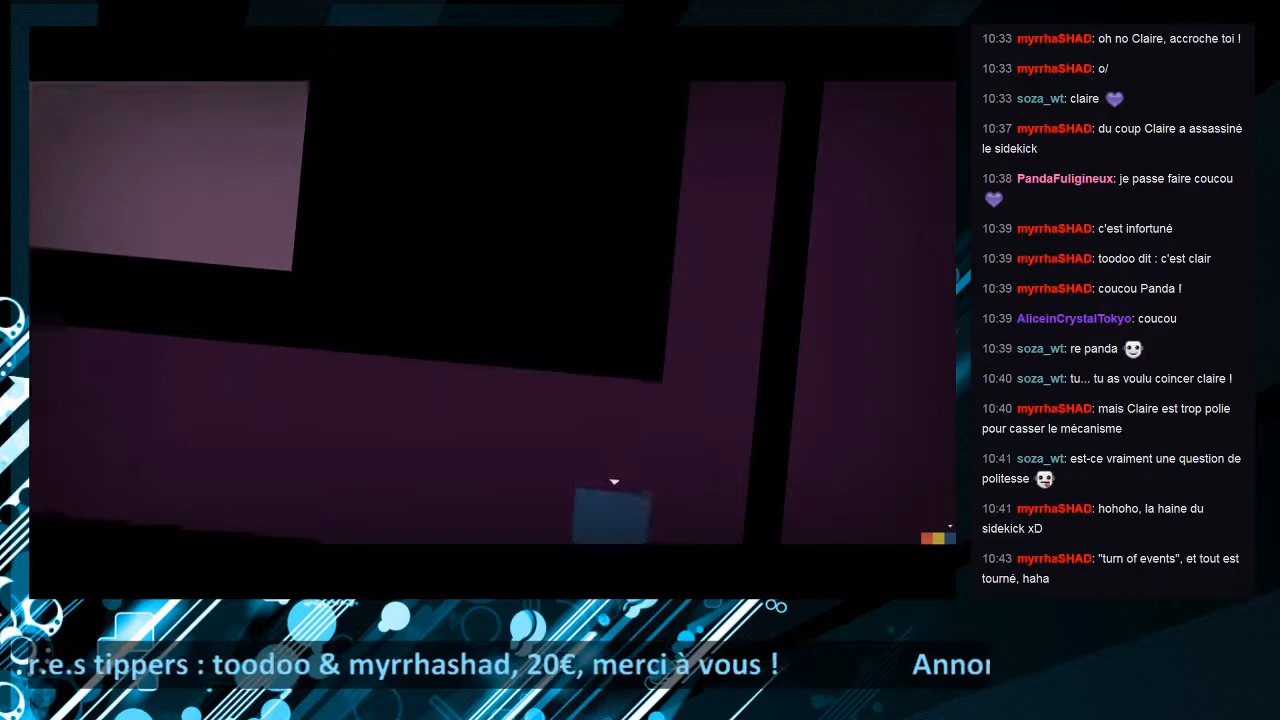 10:33 myrrhaSHAD: oh no Claire, accroche toi !
10:33 myrrhaSHAD: o/
10:33 soza_wt: claire
10:37 myrrhaSHAD: du coup Claire a assassiné
le sidekick
10:38 PandaFuligineux: je passe faire coucou
10:39 myrrhaSHAD: c'est infortuné
10:39 myrrhaSHAD: toodoo dit : c'est clair
10:39 myrrhaSHAD: coucou Panda !
10:39 AliceinCrystalTokyo: coucou
10:39 soza_wt: re panda
10:40 soza_wt: tu... tu as voulu coincer claire !
10:40 myrrhaSHAD: mais Claire est trop polie
pour casser le mécanisme
10:41 soza_wt: est-ce vraiment une question de
politesse
10:41 myrrhaSHAD: hohoho, la haine du
sidekick xD
10:43 myrrhaSHAD: "turn of events", et tout est
tourné, haha
r.e.s tippers : toodoo & myrrhashad, 20€, merci à vous ! Annon